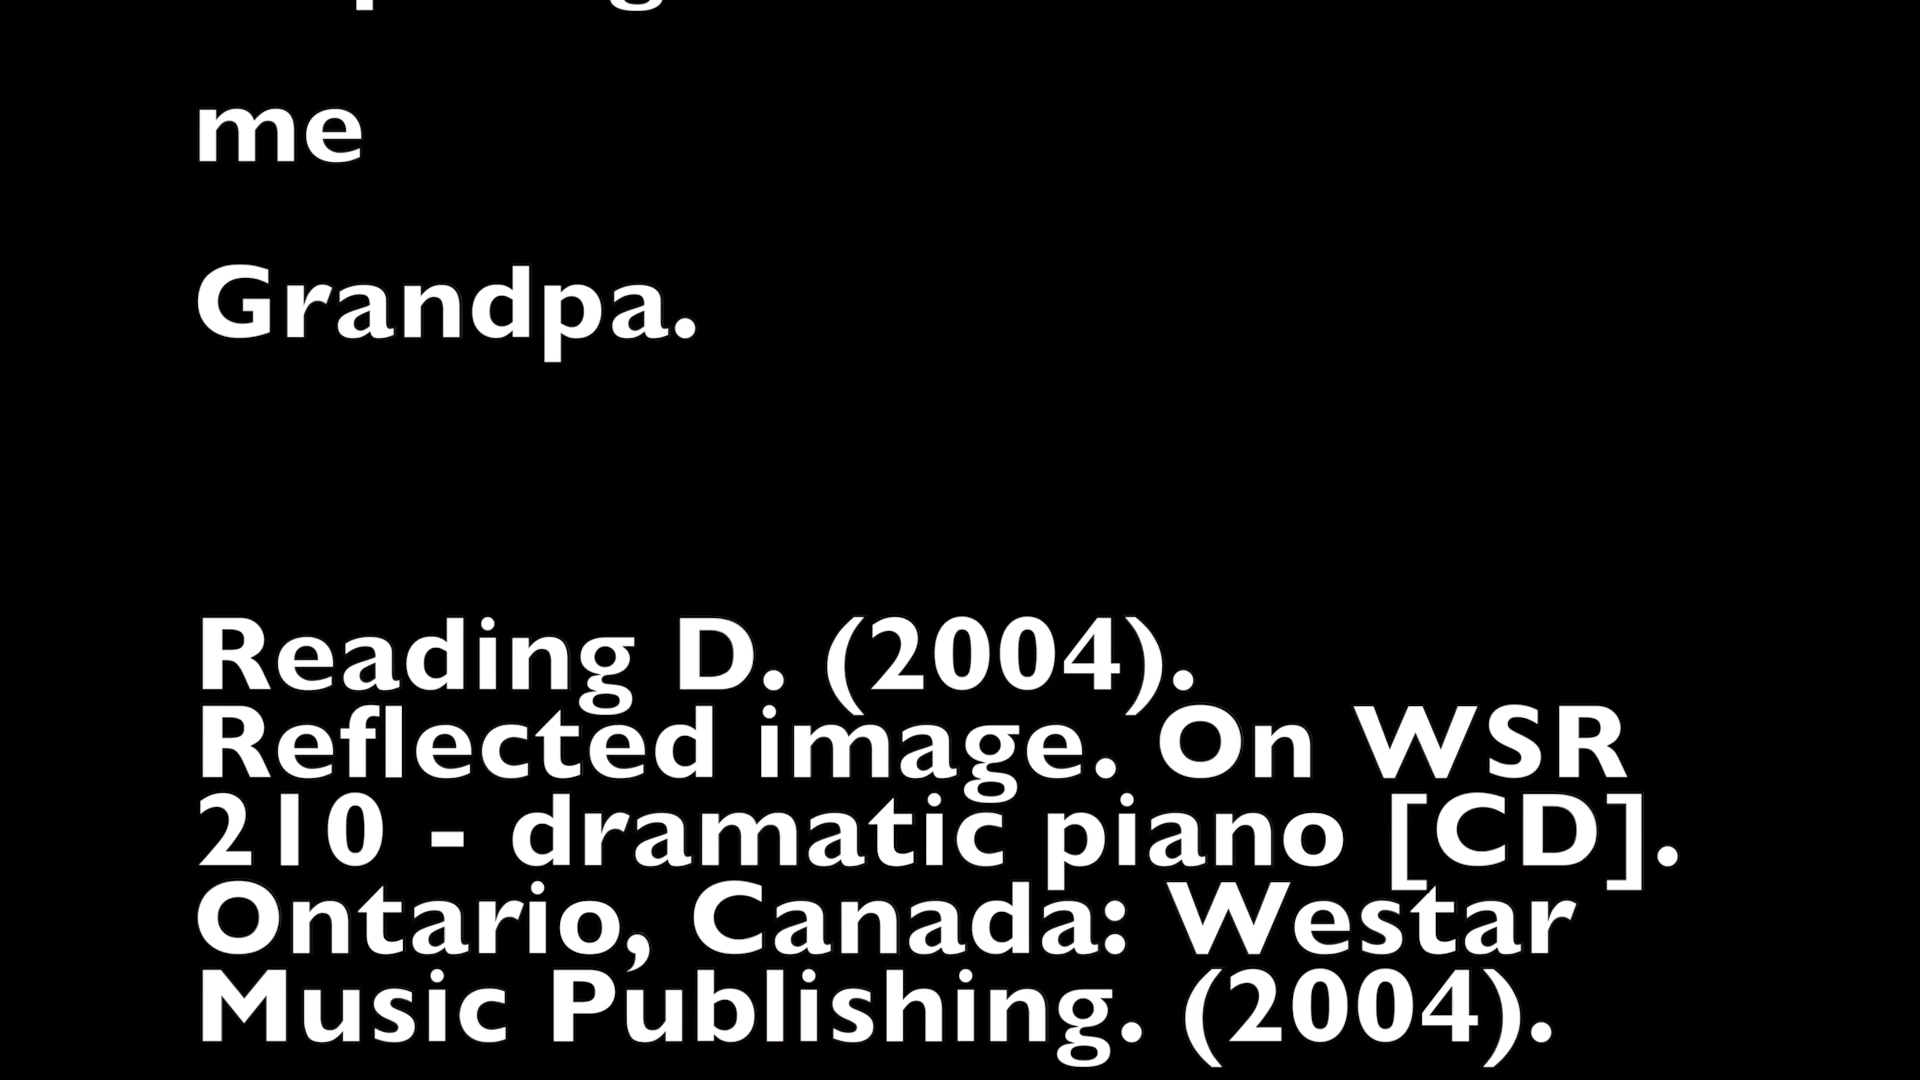 me
Grandpa.
Reading D. (2004).
Reflected image. On WSR
210 - dramatic piano [CD].
Ontario, Canada: Westar
Music Publishing. (2004).